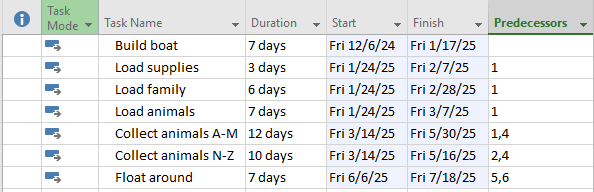 Task Mode Task Name Duration Start Finish Predecessors
Build boat 7 days Fri 12/6/24 Fri 1/17/25
Load supplies 3 days Fri 1/24/25 Fri 2/7/25 1
Load family 6 days Fri 1/24/25 Fri 2/28/25 1
Load animals 7 days Fri 1/24/25 Fri 3/7/25 1
Collect animals A-M 12 days Fri 3/14/25 Fri 5/30/25 1,4
Collect animals N-Z 10 days Fri 3/14/25 Fri 5/16/25 2,4
Float around 7 days Fri 6/6/25 Fri 7/18/25 5,6